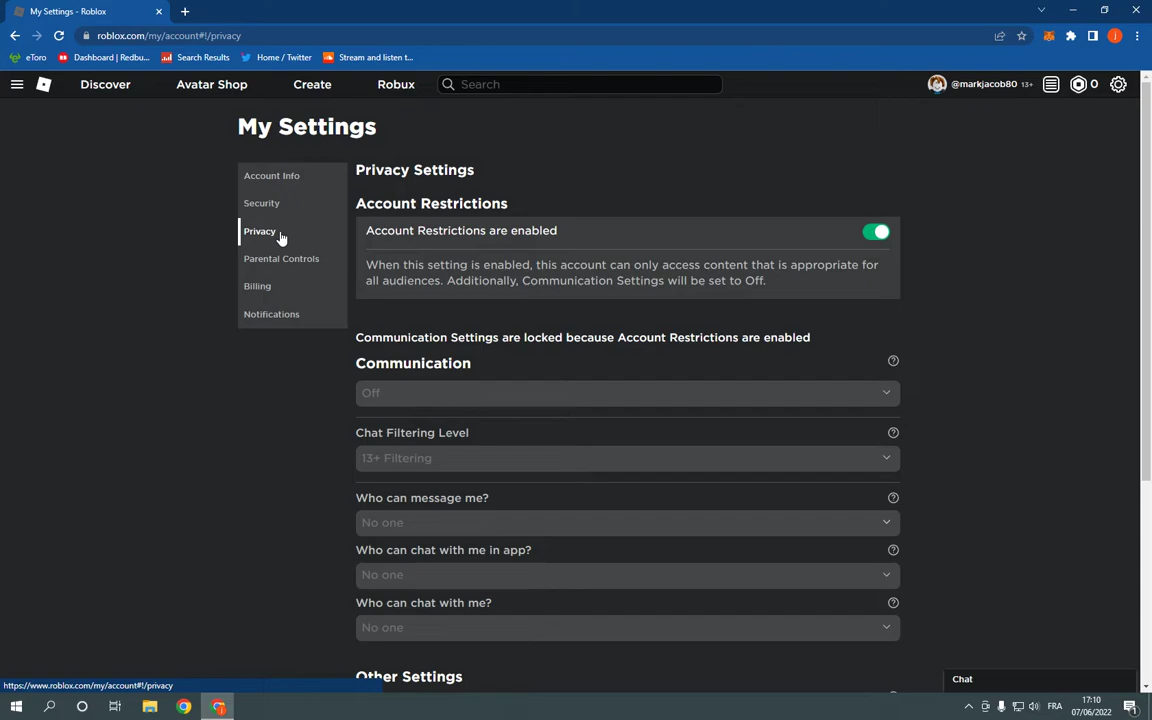 My Settings - Roblox
roblox.com/my/account#!/privacy
eToro
Dashboard | Redbu...
Search Results
Home / Twitter
Stream and listen t...
Discover
Avatar Shop
Create
Robux
Search
@markjacob80 13+
0
My Settings
Account Info
Security
Privacy
Parental Controls
Billing
Notifications
Privacy Settings
Account Restrictions
Account Restrictions are enabled
When this setting is enabled, this account can only access content that is appropriate for
all audiences. Additionally, Communication Settings will be set to Off.
Communication Settings are locked because Account Restrictions are enabled
Communication
Off
Chat Filtering Level
13+ Filtering
Who can message me?
No one
Who can chat with me in app?
No one
Who can chat with me?
No one
Other Settings
Chat
https://www.roblox.com/my/account#!/privacy
FRA
17:10
07/06/2022